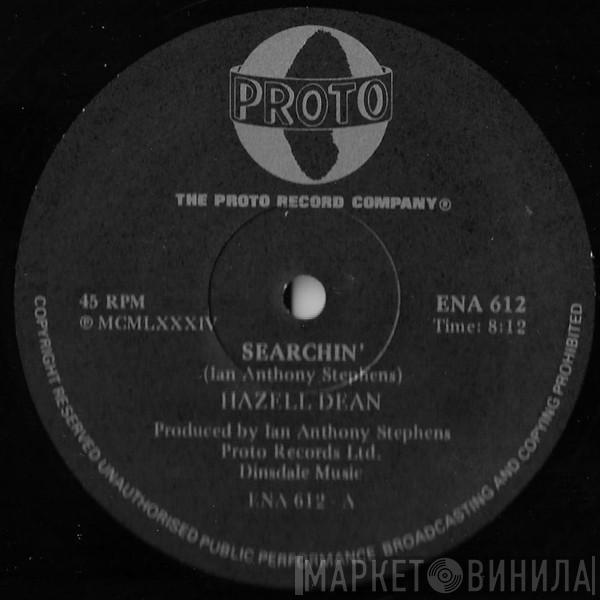 PROTO
THE PROTO RECORD COMPANY®
45 RPM
℗ MCMLXXXIV
ENA 612
Time: 8:12
SEARCHIN'
(Ian Anthony Stephens)
HAZELL DEAN
Produced by Ian Anthony Stephens
Proto Records Ltd.
Dinsdale Music
ENA 612 - A
COPYRIGHT RESERVED UNAUTHORISED PUBLIC PERFORMANCE BROADCASTING AND COPYING PROHIBITED
МАРКЕТ ВИНИЛА